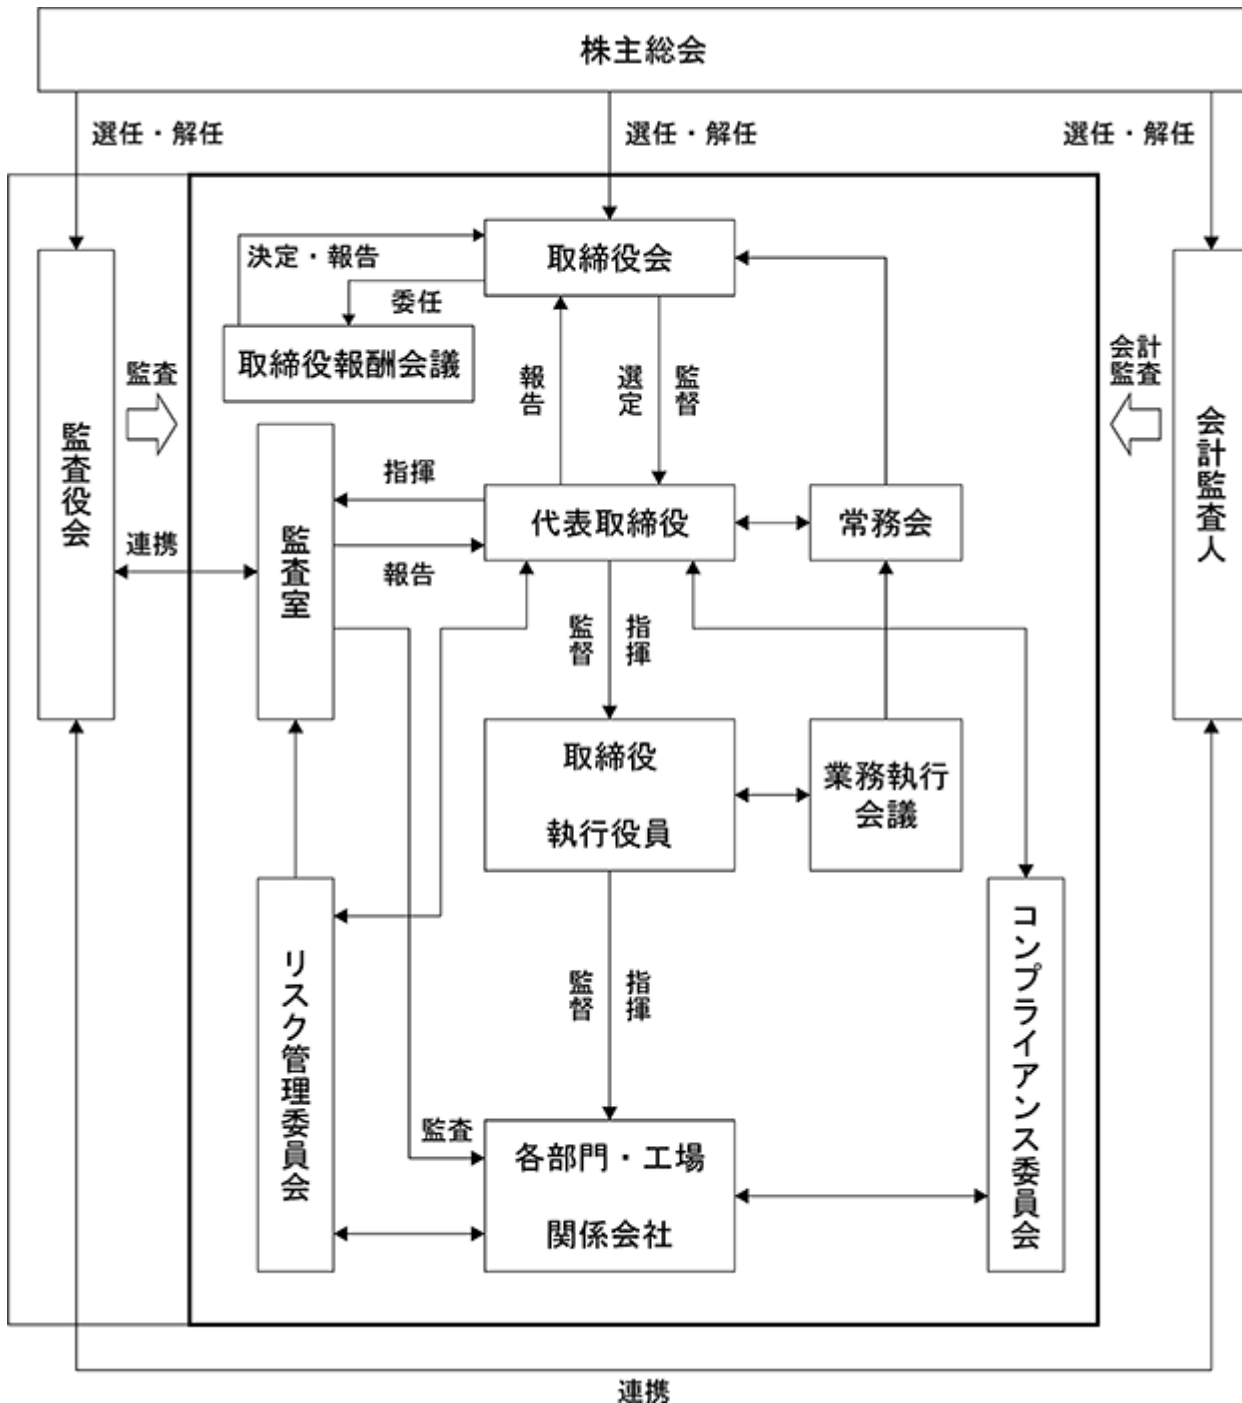 株主総会
選任・解任
選任・解任
選任・解任
取締役会
決定・報告
委任
取締役報酬会議
監査
会計
監査
報告
選定
監督
監査役会
会計監査人
指揮
代表取締役
常務会
連携
監査室
報告
監督
指揮
取締役
執行役員
業務執行
会議
リスク管理委員会
コンプライアンス委員会
監督
指揮
監査
各部門・工場
関係会社
連携